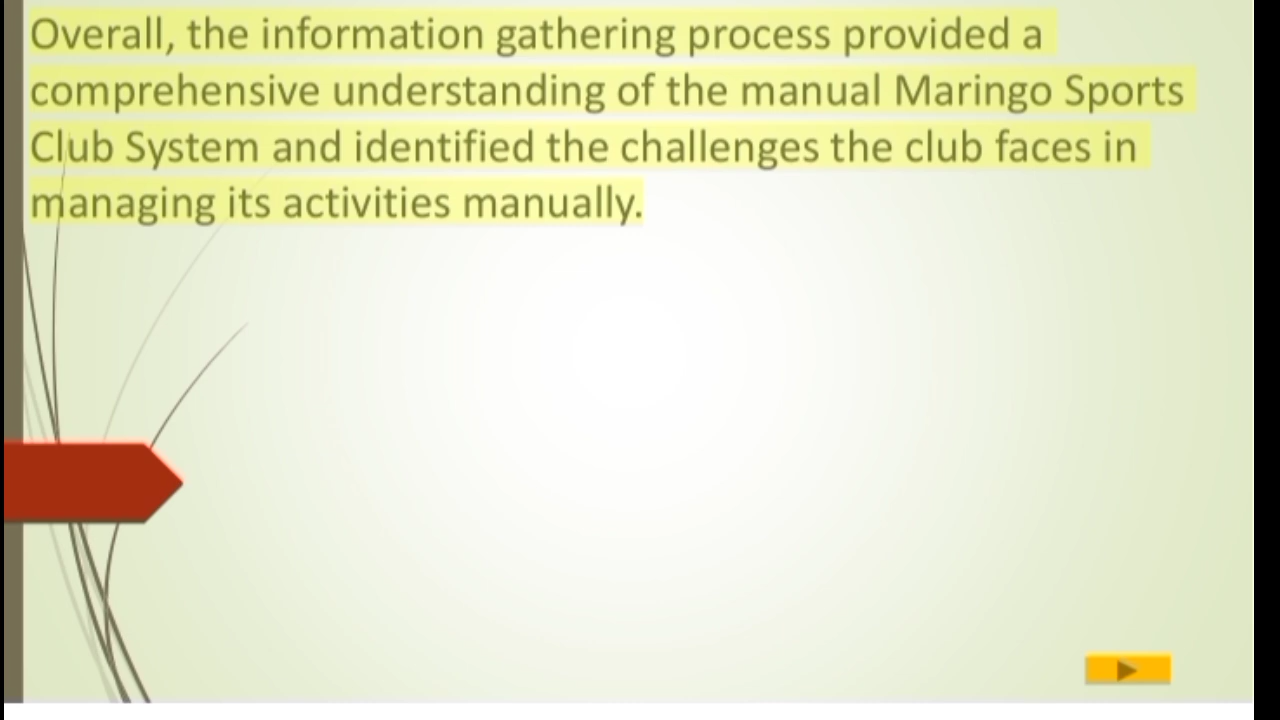 Overall, the information gathering process provided a
comprehensive understanding of the manual Maringo Sports
Club System and identified the challenges the club faces in
managing its activities manually.